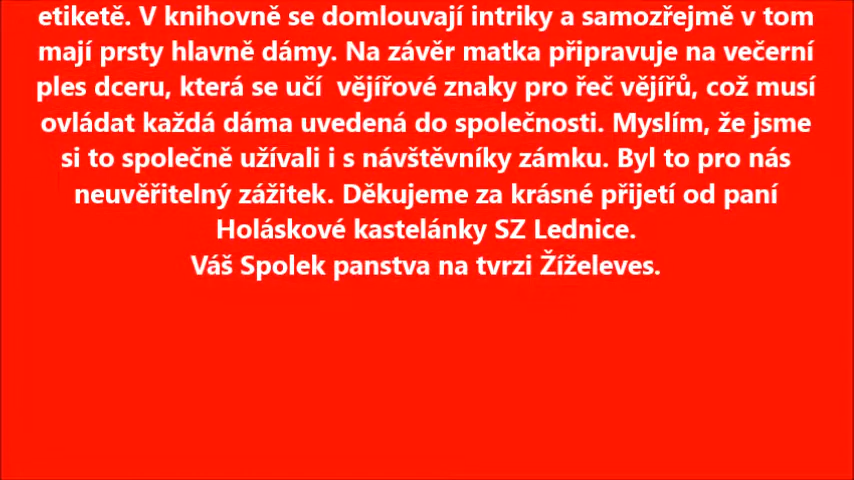 etiketě. V knihovně se domlouvají intriky a samozřejmě v tom
mají prsty hlavně dámy. Na závěr matka připravuje na večerní
ples dceru, která se učí  vějířové znaky pro řeč vějířů, což musí
ovládat každá dáma uvedená do společnosti. Myslím, že jsme
si to společně užívali i s návštěvníky zámku. Byl to pro nás
neuvěřitelný zážitek. Děkujeme za krásné přijetí od paní
Holáskové kastelánky SZ Lednice.
Váš Spolek panstva na tvrzi Žíželeves.